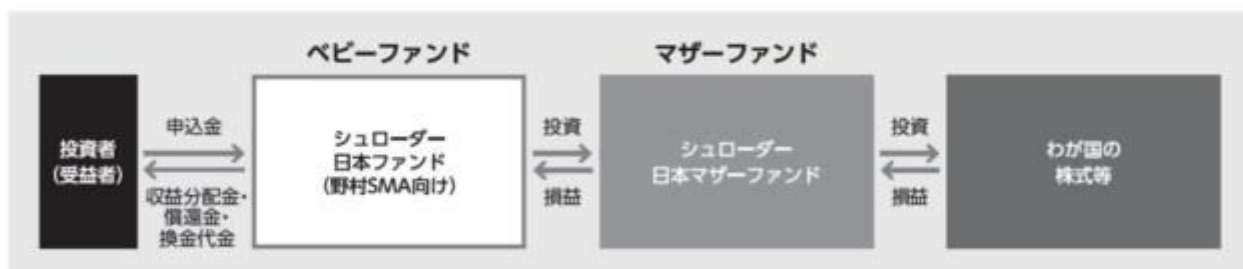 ベビーファンド
マザーファンド
投資者
(受益者)
申込金
収益分配金・
償還金・
換金代金
シュローダー
日本ファンド
(野村SMA向け)
投資
損益
シュローダー
日本マザーファンド
投資
損益
わが国の
株式等